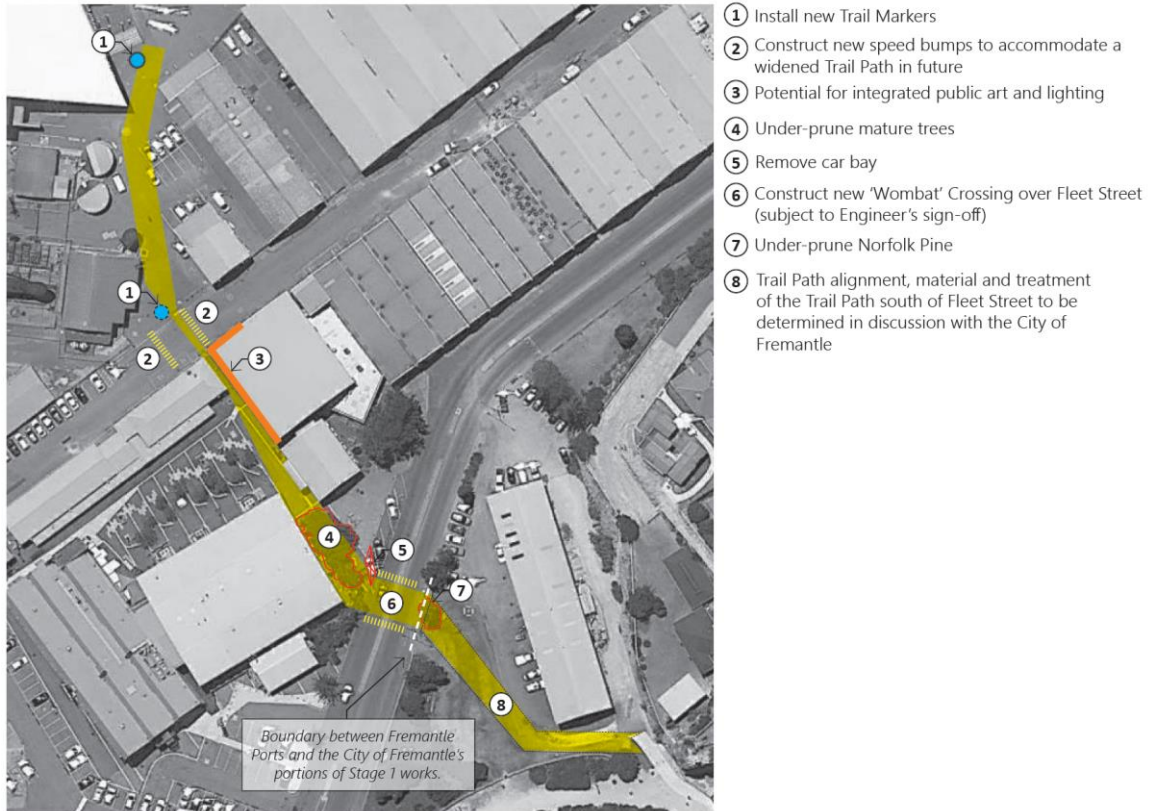 1 Install new Trail Markers
2 Construct new speed bumps to accommodate a
widened Trail Path in future
3 Potential for integrated public art and lighting
4 Under-prune mature trees
5 Remove car bay
6 Construct new ‘Wombat’ Crossing over Fleet Street
(subject to Engineer’s sign-off)
7 Under-prune Norfolk Pine
8 Trail Path alignment, material and treatment
of the Trail Path south of Fleet Street to be
determined in discussion with the City of
Fremantle
1
1
2
2
3
4
5
6
7
8
Boundary between Fremantle
Ports and the City of Fremantle's
portions of Stage 1 works.